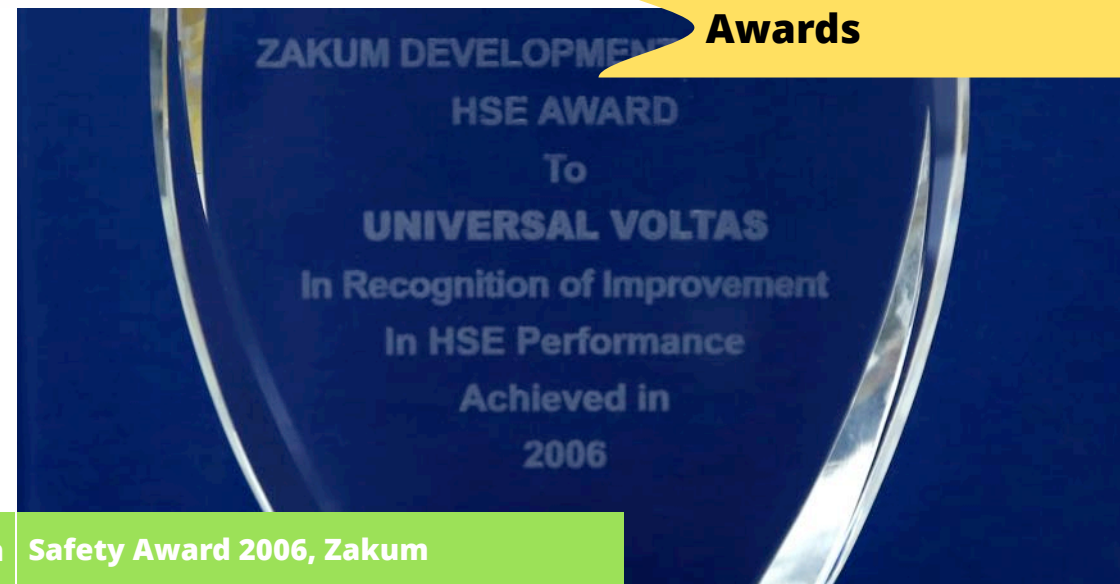 Awards
ZAKUM DEVELOPMENT
HSE AWARD
To
UNIVERSAL VOLTAS
In Recognition of Improvement
In HSE Performance
Achieved in
2006
Safety Award 2006, Zakum